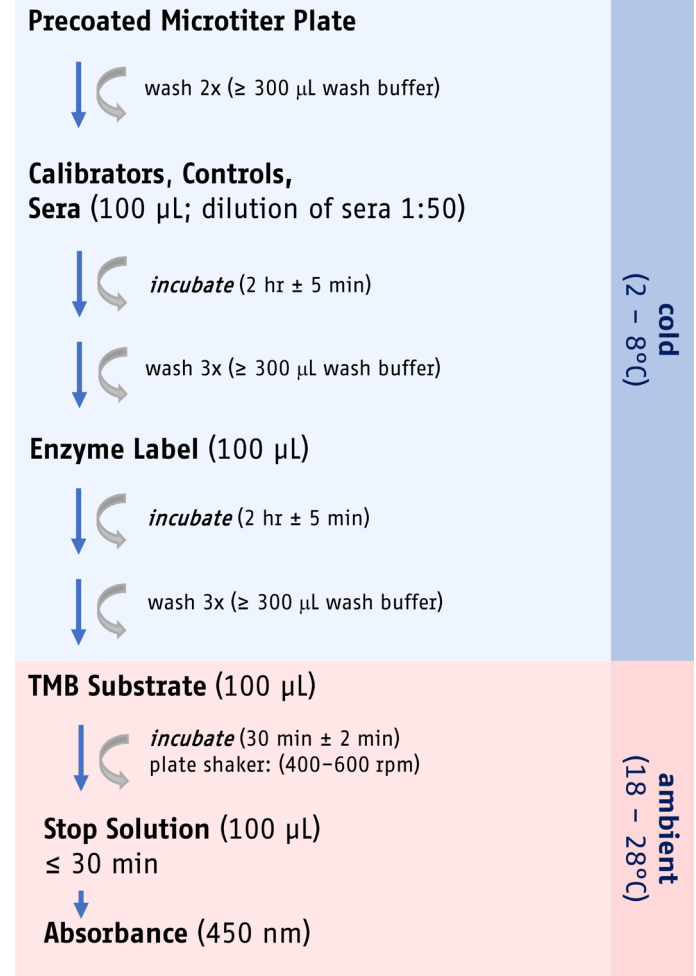 Precoated Microtiter Plate
wash 2x (≥ 300 µL wash buffer)
Calibrators, Controls,
Sera (100 µL; dilution of sera 1:50)
incubate (2 hr ± 5 min)
wash 3x (≥ 300 µL wash buffer)
Enzyme Label (100 µL)
incubate (2 hr ± 5 min)
wash 3x (≥ 300 µL wash buffer)
cold
(2 – 8°C)
TMB Substrate (100 µL)
incubate (30 min ± 2 min)
plate shaker: (400–600 rpm)
Stop Solution (100 µL)
≤ 30 min
Absorbance (450 nm)
ambient
(18 – 28°C)